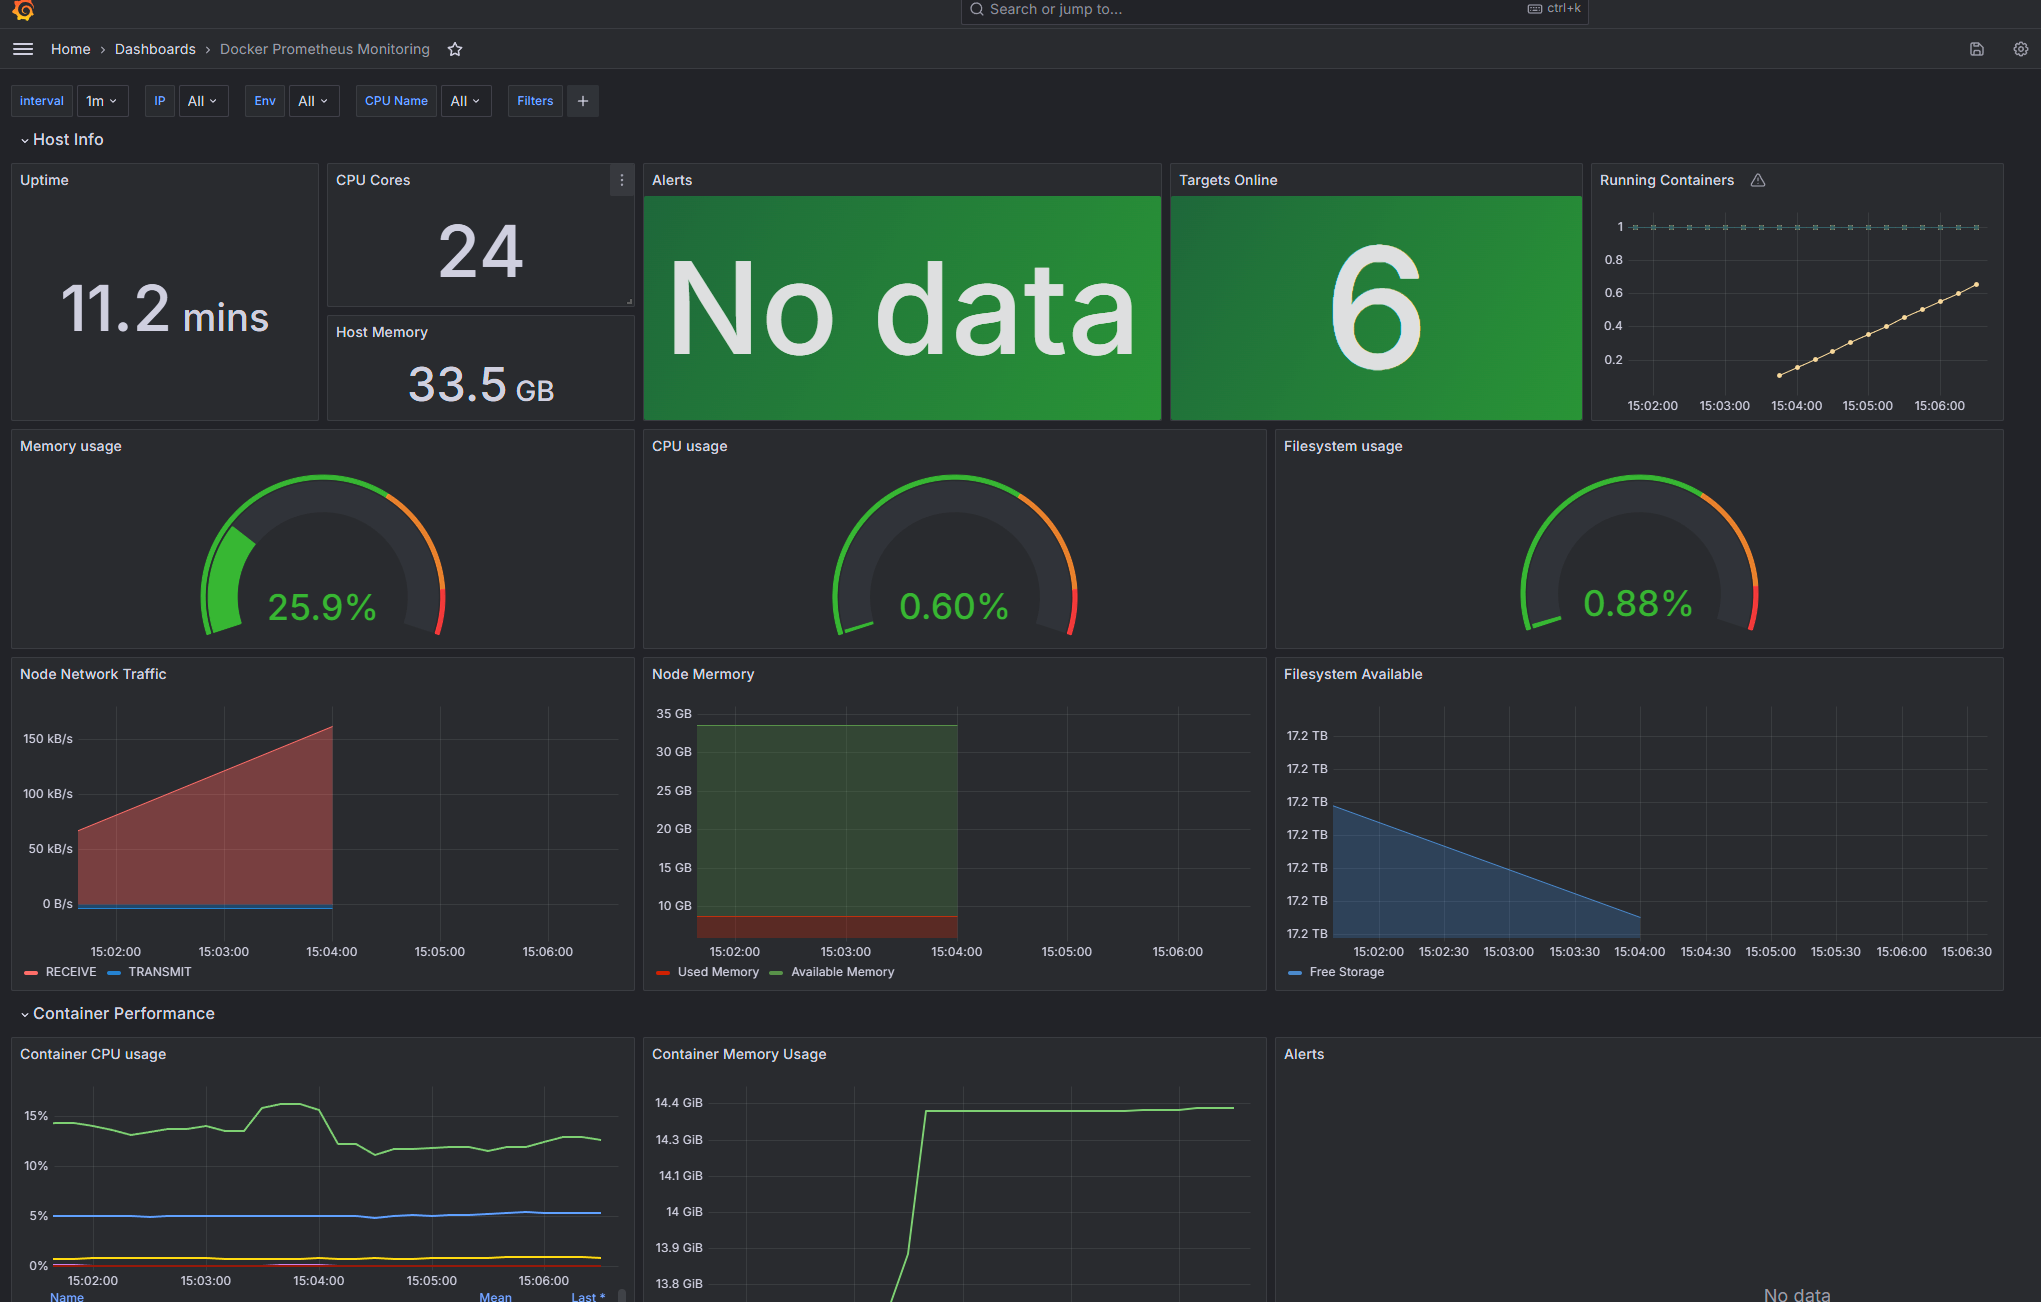 Search or jump to...
ctrl+k
Home › Dashboards › Docker Prometheus Monitoring
interval 1m IP All Env All CPU Name All Filters +
Host Info
Uptime
11.2 mins
CPU Cores
24
Host Memory
33.5 GB
Alerts
No data
Targets Online
6
Running Containers
1
0.8
0.6
0.4
0.2
15:02:00 15:03:00 15:04:00 15:05:00 15:06:00
Memory usage
25.9%
CPU usage
0.60%
Filesystem usage
0.88%
Node Network Traffic
150 kB/s
100 kB/s
50 kB/s
0 B/s
15:02:00 15:03:00 15:04:00 15:05:00 15:06:00
RECEIVE TRANSMIT
Node Mermory
35 GB
30 GB
25 GB
20 GB
15 GB
10 GB
15:02:00 15:03:00 15:04:00 15:05:00 15:06:00
Used Memory Available Memory
Filesystem Available
17.2 TB
17.2 TB
17.2 TB
17.2 TB
17.2 TB
17.2 TB
17.2 TB
15:02:00 15:02:30 15:03:00 15:03:30 15:04:00 15:04:30 15:05:00 15:05:30 15:06:00 15:06:30
Free Storage
Container Performance
Container CPU usage
15%
10%
5%
0%
15:02:00 15:03:00 15:04:00 15:05:00 15:06:00
Name Mean Last *
Container Memory Usage
14.4 GiB
14.3 GiB
14.1 GiB
14 GiB
13.9 GiB
13.8 GiB
Alerts
No data